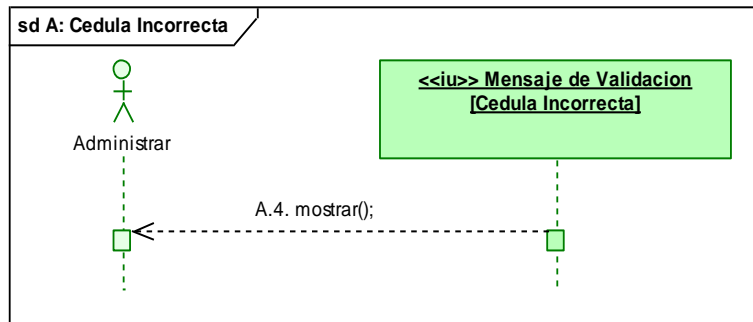 sd A: Cedula Incorrecta
<<iu>> Mensaje de Validacion
[Cedula Incorrecta]
Administrar
A.4. mostrar();